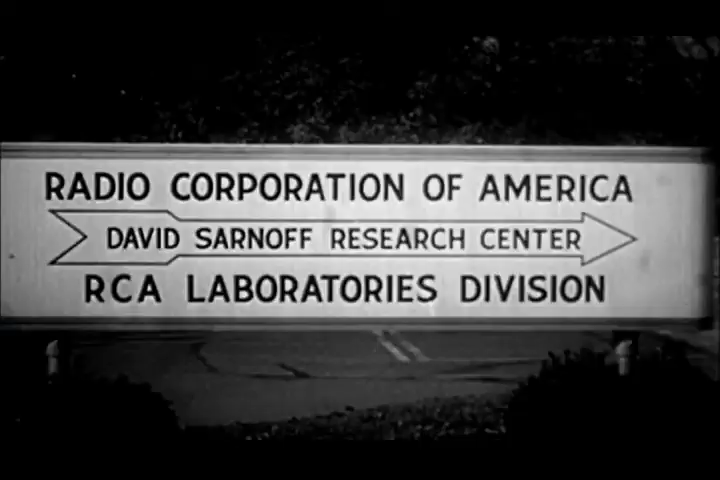 RADIO CORPORATION OF AMERICA
DAVID SARNOFF RESEARCH CENTER
RCA LABORATORIES DIVISION